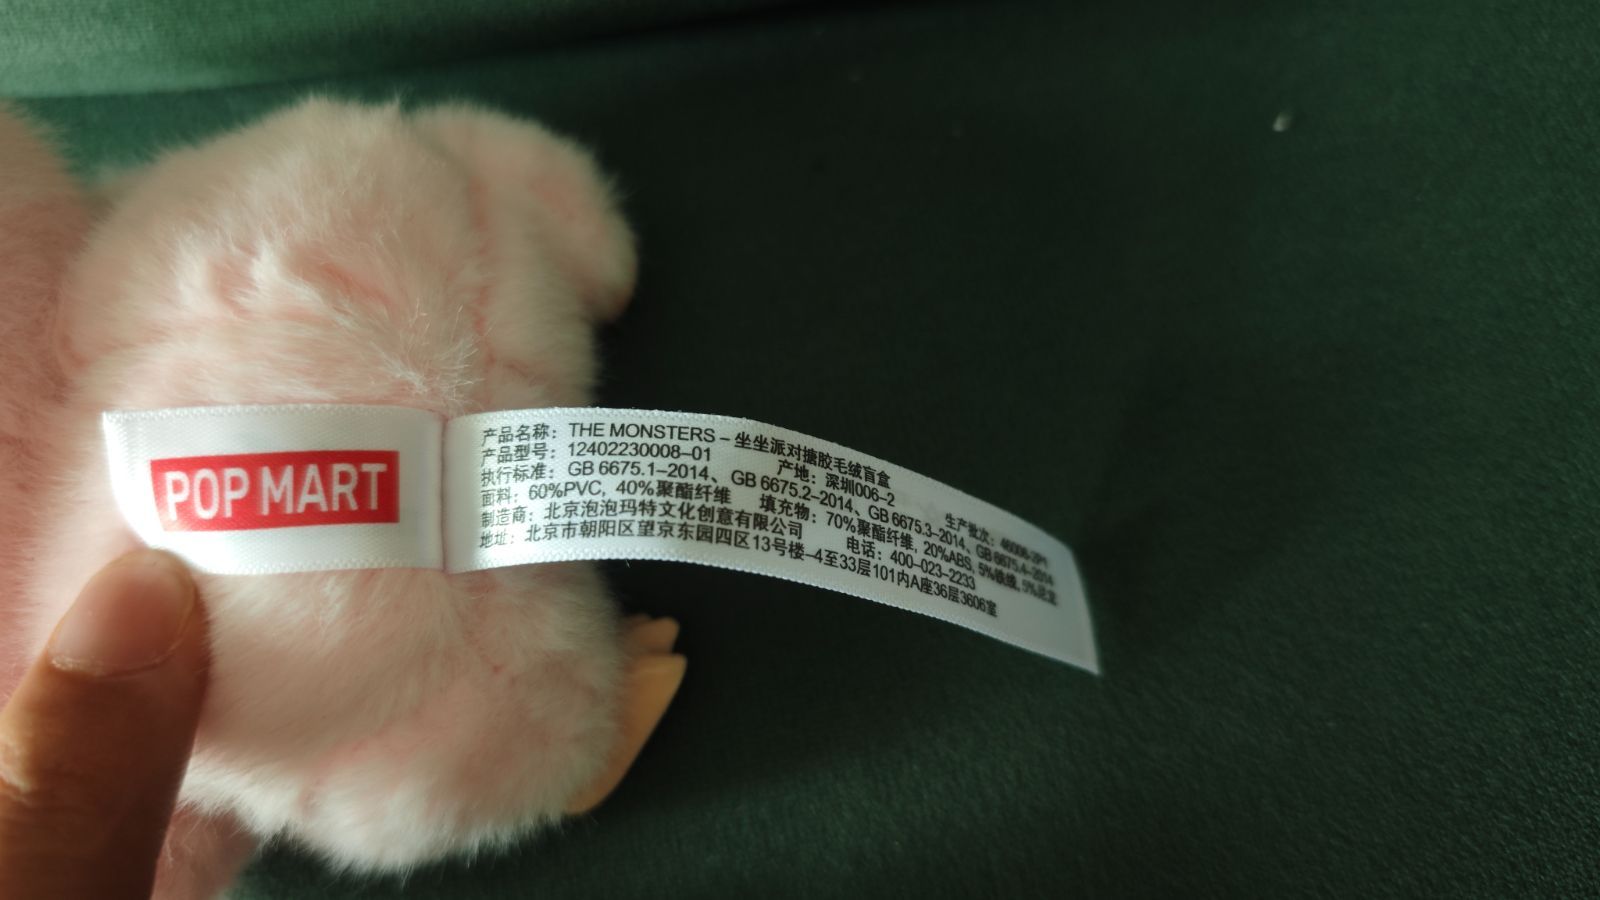 POP MART
产品名称：THE MONSTERS – 坐坐派对搪胶毛绒盲盒
产品型号：12402230008–01 产地：深圳006–2 生产批次：
执行标准：GB 6675.1–2014、GB 6675.2–2014、GB 6675.3–2014、GB 6675.4–2014
面料：60%PVC, 40%聚酯纤维 填充物：70%聚酯纤维, 20%ABS, 5%铁线, 5%
制造商：北京泡泡玛特文化创意有限公司 电话：400–023–2233
地址：北京市朝阳区望京东园四区13号楼–4至33层101内A座36层3606室